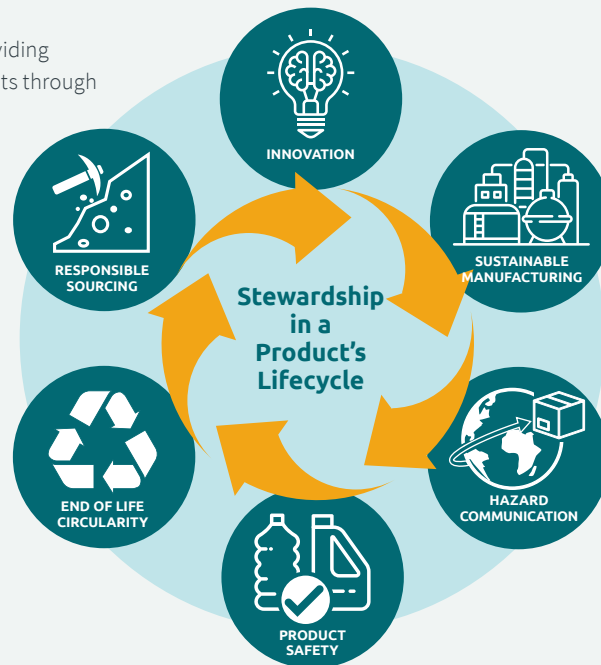 ts through
INNOVATION
RESPONSIBLE
SOURCING
SUSTAINABLE
MANUFACTURING
Stewardship
in a
Product's
Lifecycle
END OF LIFE
CIRCULARITY
HAZARD
COMMUNICATION
PRODUCT
SAFETY